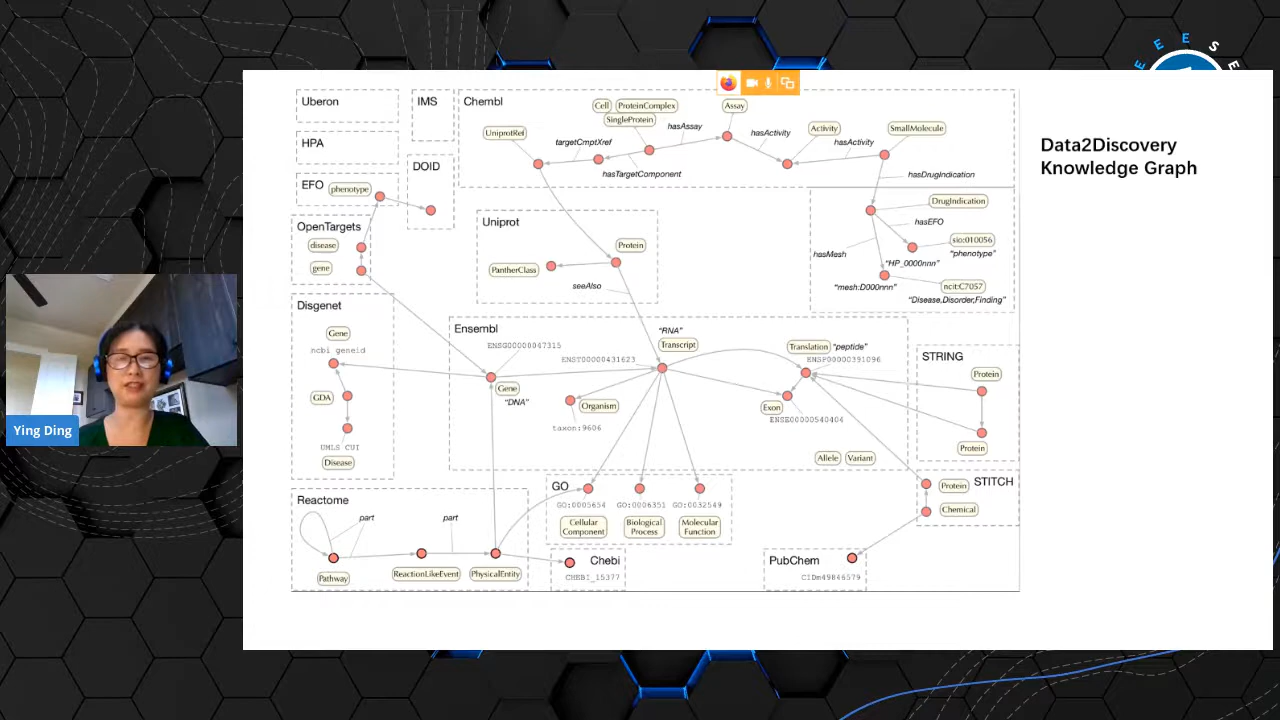 E E S E
Data2Discovery
Knowledge Graph
Uberon
HPA
EFO
phenotype
IMS
DOID
OpenTargets
disease
gene
Chembl
Cell
ProteinComplex
SingleProtein
Assay
UniprotRef
targetCmptXref
hasAssay
hasTargetComponent
hasActivity
Activity
hasActivity
SmallMolecule
hasDrugIndication
DrugIndication
hasEFO
hasMesh
sio:010056
"phenotype"
"HP_0000nnn"
"mesh:D000nnn"
ncit:C7057
"Disease,Disorder,Finding"
Uniprot
Protein
PantherClass
seeAlso
Disgenet
Gene
ncbi geneid
GDA
UMLS CUI
Disease
Ensembl
ENSG00000047315
ENST00000431623
"RNA"
Transcript
Translation "peptide"
ENSP00000391096
Gene
"DNA"
Organism
taxon:9606
Exon
ENSE00000540404
Allele
Variant
STRING
Protein
Protein
STITCH
Protein
Chemical
Reactome
part
part
Pathway
ReactionLikeEvent
PhysicalEntity
GO
GO:0005654
GO:0006351
GO:0032549
Cellular
Component
Biological
Process
Molecular
Function
Chebi
CHEBI_15377
PubChem
CIDm49846579
Ying Ding